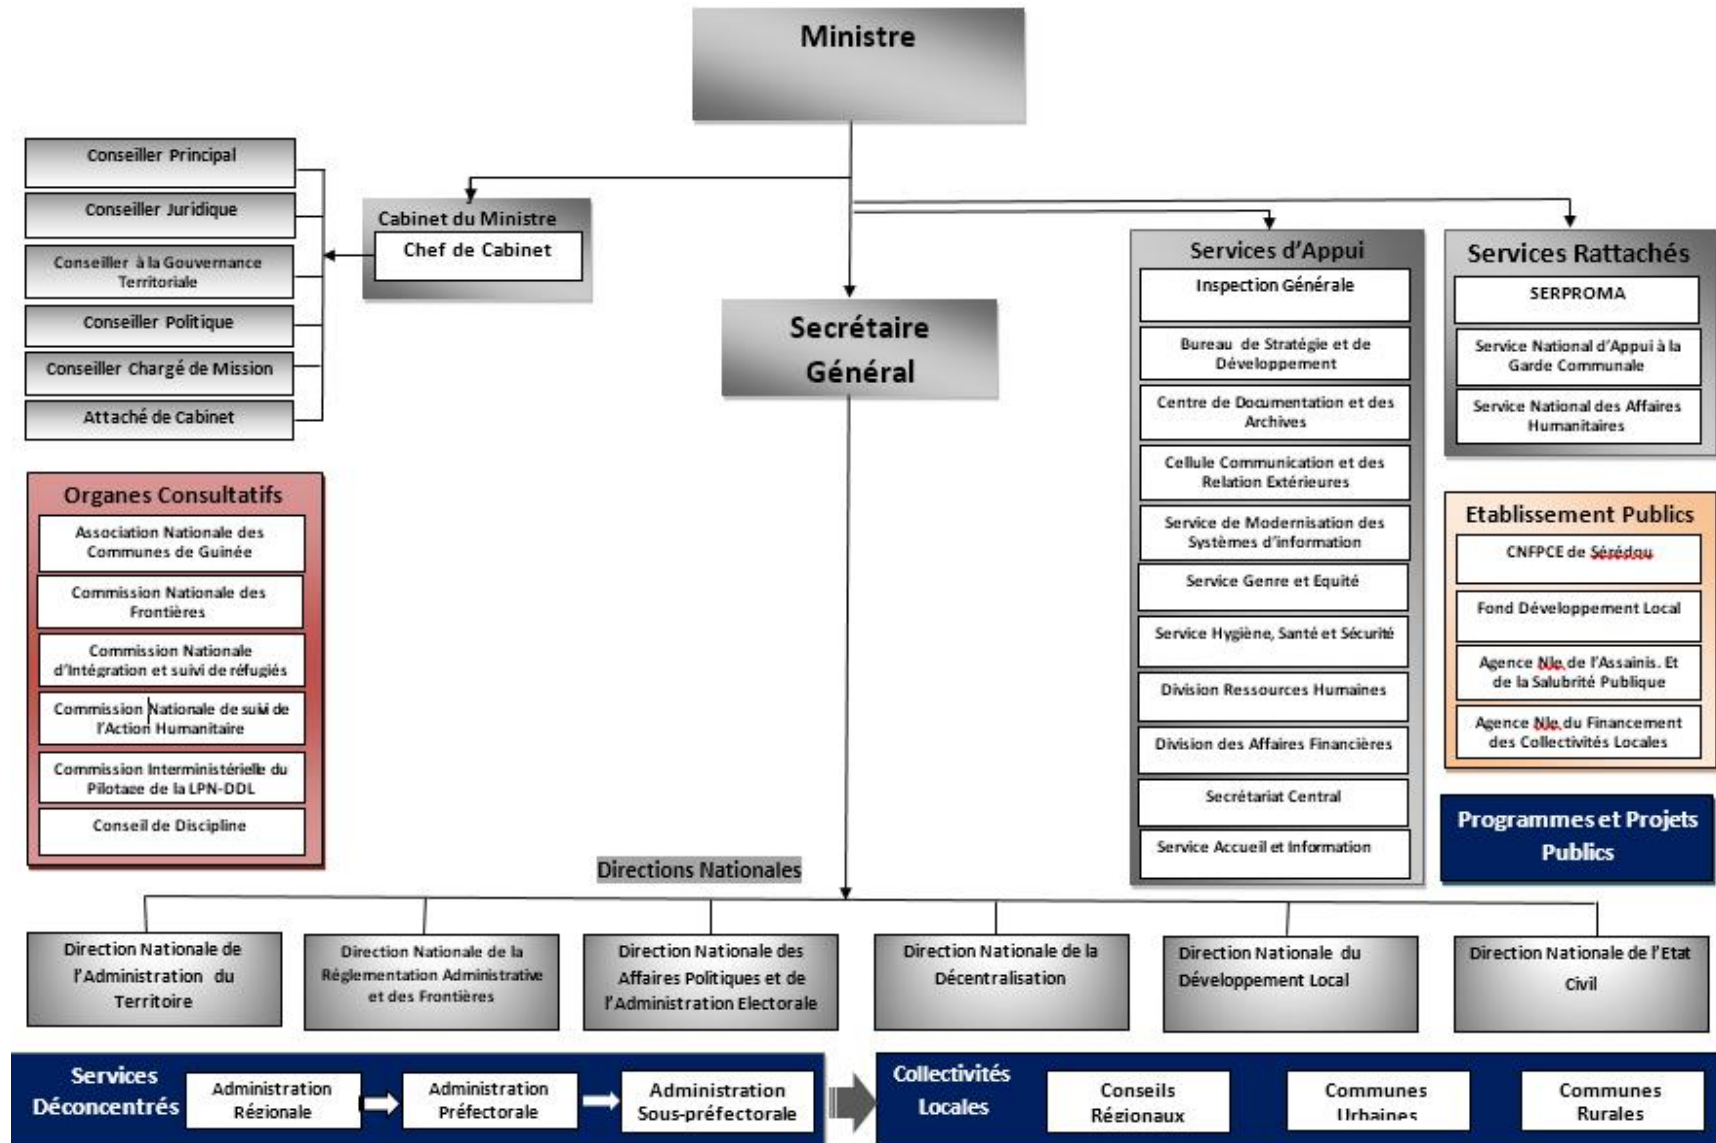 Ministre
Conseiller Principal
Conseiller Juridique
Conseiller à la Gouvernance
Territoriale
Conseiller Politique
Conseiller Chargé de Mission
Attaché de Cabinet
Cabinet du Ministre
Chef de Cabinet
Secrétaire
Général
Services d'Appui
Inspection Générale
Bureau de Stratégie et de
Développement
Centre de Documentation et des
Archives
Cellule Communication et des
Relation Extérieures
Service de Modernisation des
Systèmes d'information
Service Genre et Equité
Service Hygiène, Santé et Sécurité
Division Ressources Humaines
Division des Affaires Financières
Secrétariat Central
Service Accueil et Information
Services Rattachés
SERPROMA
Service National d'Appui à la
Garde Communale
Service National des Affaires
Humanitaires
Organes Consultatifs
Association Nationale des
Communes de Guinée
Commission Nationale des
Frontières
Commission Nationale
d'Intégration et suivi de réfugiés
Commission Nationale de suivi de
l'Action Humanitaire
Commission Interministérielle du
Pilotage de la LPN-DDL
Conseil de Discipline
Etablissement Publics
CNFPCE de Sérédou
Fond Développement Local
Agence Nle de l'Assainis. Et
de la Salubrité Publique
Agence Nle du Financement
des Collectivités Locales
Programmes et Projets
Publics
Directions Nationales
Direction Nationale de
l'Administration du
Territoire
Direction Nationale de la
Réglementation Administrative
et des Frontières
Direction Nationale des
Affaires Politiques et de
l'Administration Electorale
Direction Nationale de la
Décentralisation
Direction Nationale du
Développement Local
Direction Nationale de l'Etat
Civil
Services
Déconcentrés
Administration
Régionale
Administration
Préfectorale
Administration
Sous-préfectorale
Collectivités
Locales
Conseils
Régionaux
Communes
Urbaines
Communes
Rurales